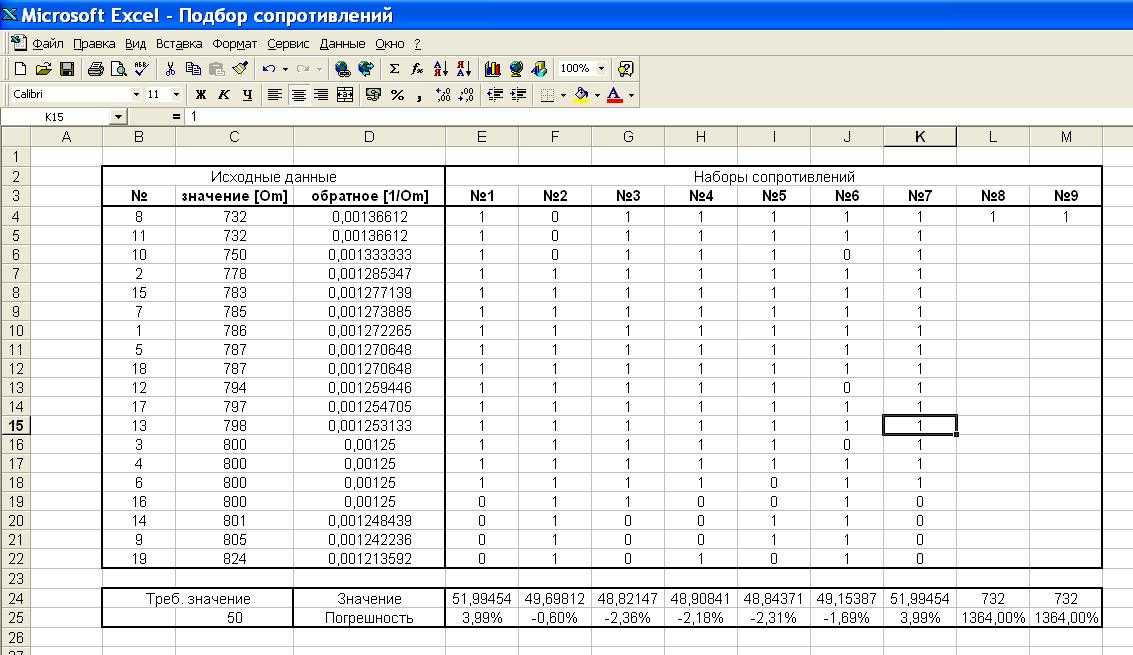 Microsoft Excel - Подбор сопротивлений
Файл Правка Вид Вставка Формат Сервис Данные Окно ?
100%
Calibri 11 Ж К Ч
K15 = 1
A B C D E F G H I J K L M
1
2 Исходные данные Наборы сопротивлений
3 № значение [Om] обратное [1/Om] №1 №2 №3 №4 №5 №6 №7 №8 №9
4 8 732 0,00136612 1 0 1 1 1 1 1 1 1
5 11 732 0,00136612 1 0 1 1 1 1 1
6 10 750 0,001333333 1 0 1 1 1 0 1
7 2 778 0,001285347 1 1 1 1 1 1 1
8 15 783 0,001277139 1 1 1 1 1 1 1
9 7 785 0,001273885 1 1 1 1 1 1 1
10 1 786 0,001272265 1 1 1 1 1 1 1
11 5 787 0,001270648 1 1 1 1 1 1 1
12 18 787 0,001270648 1 1 1 1 1 1 1
13 12 794 0,001259446 1 1 1 1 1 0 1
14 17 797 0,001254705 1 1 1 1 1 1 1
15 13 798 0,001253133 1 1 1 1 1 1 1
16 3 800 0,00125 1 1 1 1 1 0 1
17 4 800 0,00125 1 1 1 1 1 1 1
18 6 800 0,00125 1 1 1 1 0 1 1
19 16 800 0,00125 0 1 1 0 0 1 0
20 14 801 0,001248439 0 1 0 0 1 1 0
21 9 805 0,001242236 0 1 0 0 1 1 0
22 19 824 0,001213592 0 1 0 1 0 1 0
23
24 Треб. значение Значение 51,99454 49,69812 48,82147 48,90841 48,84371 49,15387 51,99454 732 732
25 50 Погрешность 3,99% -0,60% -2,36% -2,18% -2,31% -1,69% 3,99% 1364,00% 1364,00%
26